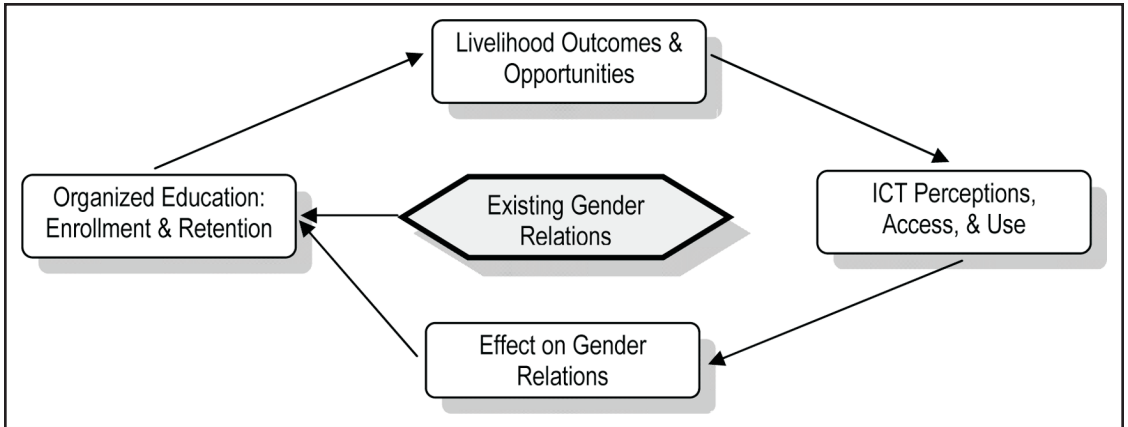 Livelihood Outcomes &
Opportunities
Organized Education:
Enrollment & Retention
Existing Gender
Relations
ICT Perceptions,
Access, & Use
Effect on Gender
Relations